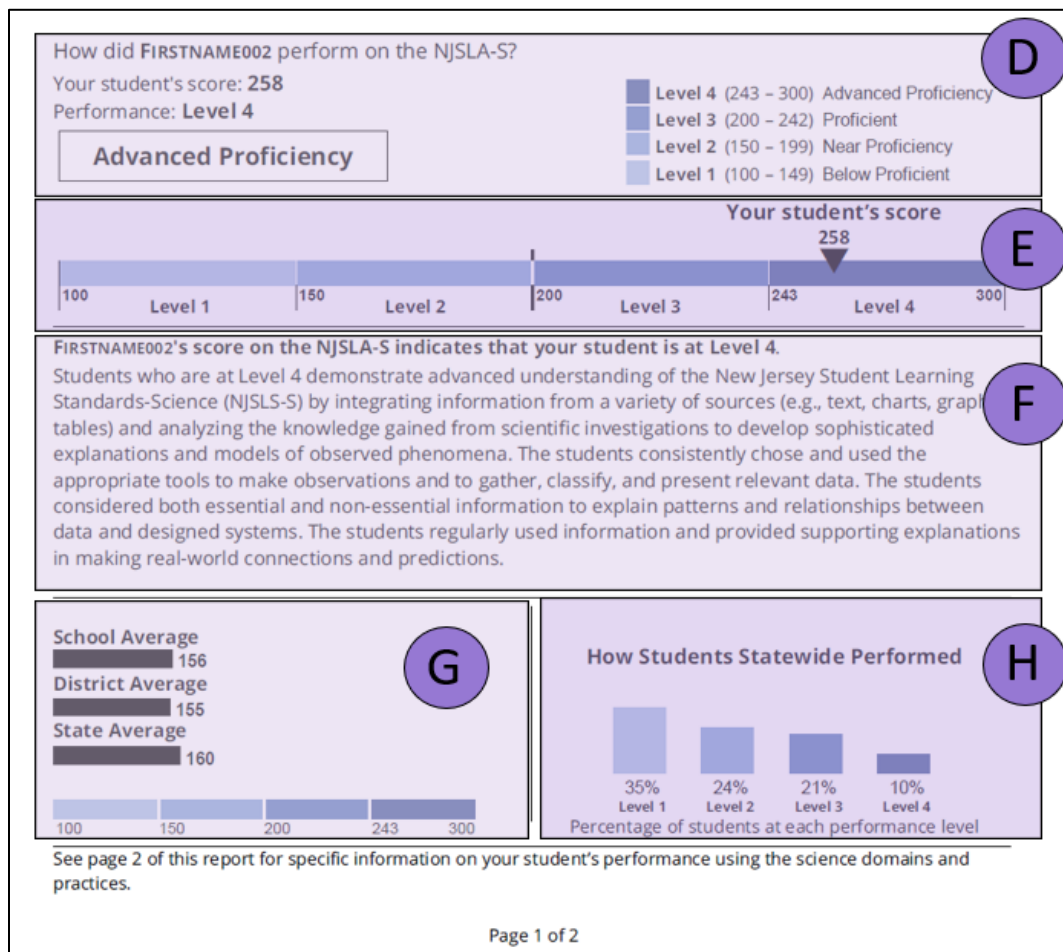 How did FIRSTNAME002 perform on the NJSLA-S?
D
Your student's score: 258
Performance: Level 4
Advanced Proficiency
Level 4 (243 – 300) Advanced Proficiency
Level 3 (200 – 242) Proficient
Level 2 (150 – 199) Near Proficiency
Level 1 (100 – 149) Below Proficient
Your student's score
258
E
100 150 200 243 300
Level 1 Level 2 Level 3 Level 4
FIRSTNAME002's score on the NJSLA-S indicates that your student is at Level 4.
Students who are at Level 4 demonstrate advanced understanding of the New Jersey Student Learning
Standards-Science (NJSLS-S) by integrating information from a variety of sources (e.g., text, charts, graph
F
tables) and analyzing the knowledge gained from scientific investigations to develop sophisticated
explanations and models of observed phenomena. The students consistently chose and used the
appropriate tools to make observations and to gather, classify, and present relevant data. The students
considered both essential and non-essential information to explain patterns and relationships between
data and designed systems. The students regularly used information and provided supporting explanations
in making real-world connections and predictions.
School Average
156
District Average
155
State Average
160
G
100 150 200 243 300
How Students Statewide Performed
H
35% 24% 21% 10%
Level 1 Level 2 Level 3 Level 4
Percentage of students at each performance level
See page 2 of this report for specific information on your student's performance using the science domains and
practices.
Page 1 of 2